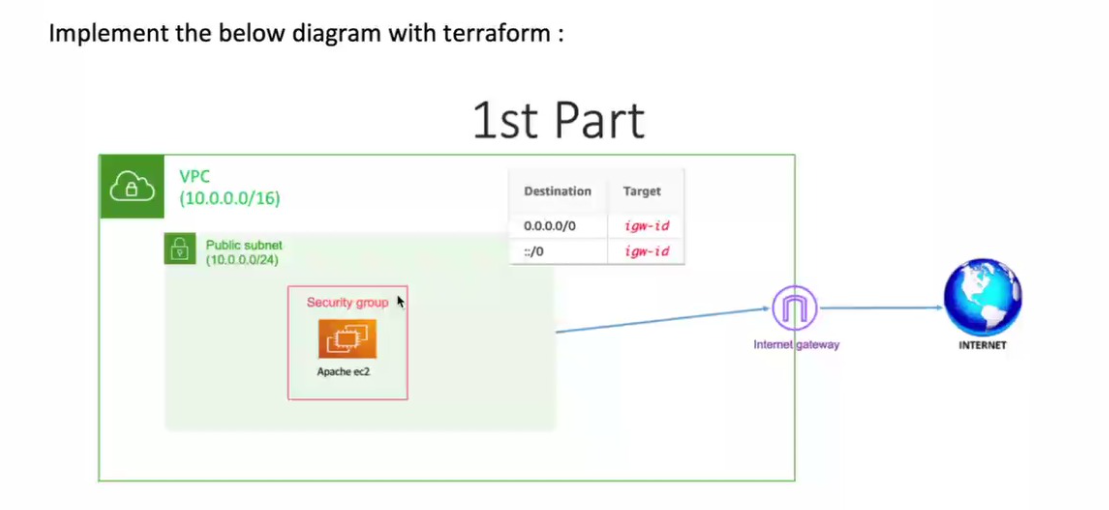 Implement the below diagram with terraform :
1st Part
VPC
(10.0.0.0/16)
Destination Target
0.0.0.0/0 igw-id
::/0 igw-id
Public subnet
(10.0.0.0/24)
Security group
Apache ec2
Internet gateway
INTERNET